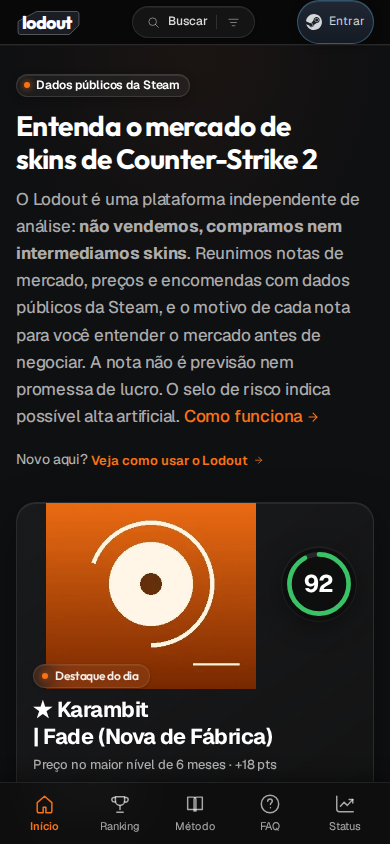 lodout
Buscar
Entrar
Dados públicos da Steam
Entenda o mercado de
skins de Counter-Strike 2
O Lodout é uma plataforma independente de
análise: não vendemos, compramos nem
intermediamos skins. Reunimos notas de
mercado, preços e encomendas com dados
públicos da Steam, e o motivo de cada nota
para você entender o mercado antes de
negociar. A nota não é previsão nem
promessa de lucro. O selo de risco indica
possível alta artificial. Como funciona →
Novo aqui? Veja como usar o Lodout →
92
Destaque do dia
★ Karambit
| Fade (Nova de Fábrica)
Preço no maior nível de 6 meses · +18 pts
Início
Ranking
Método
FAQ
Status